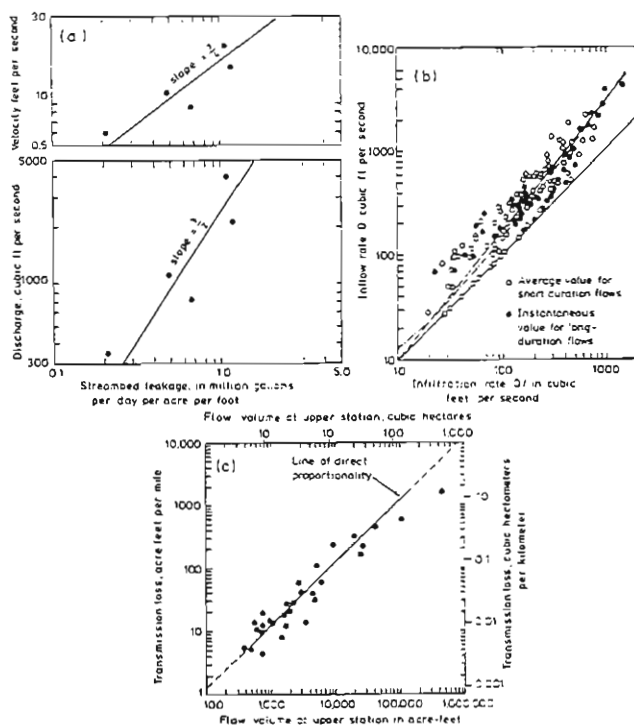 (a)
Velocity feet per second
30
10
0.5
slope = 3/4
Discharge, cubic ft per second
5000
1000
300
slope = 3/2
0.1
1.0
5.0
Streambed leakage, in million gallons
per day per acre per foot
(b)
Inflow rate Q cubic ft per second
10,000
1000
100
10
Average value for
short duration flows
Instantaneous
value for long-
duration flows
10
100
1000
Infiltration rate
in cubic
feet per second
Flow volume at upper station, cubic hectares
10
100
1,000
(c)
Transmission loss, acre feet per mile
10,000
1000
100
10
1
Line of direct
proportionality
Transmission loss, cubic hectometers
per kilometer
100
1,000
10,000
100,000
Flow volume at upper station in acre-feet